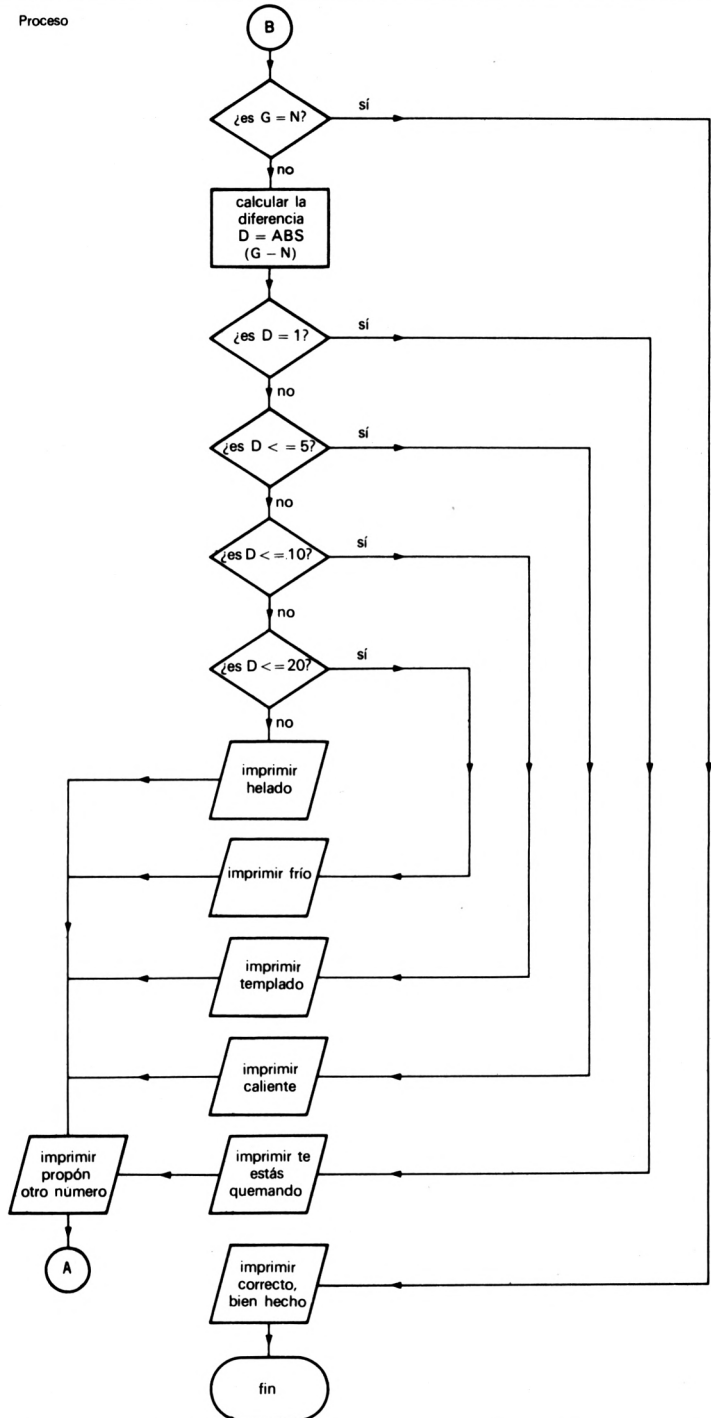 Proceso
B
¿es G = N?
sí
no
calcular la
diferencia
D = ABS
(G – N)
¿es D = 1?
sí
no
¿es D < = 5?
sí
no
¿es D < = 10?
sí
no
¿es D < = 20?
sí
no
imprimir
helado
imprimir frío
imprimir
templado
imprimir
caliente
imprimir
propón
otro número
imprimir te
estás
quemando
A
imprimir
correcto,
bien hecho
fin